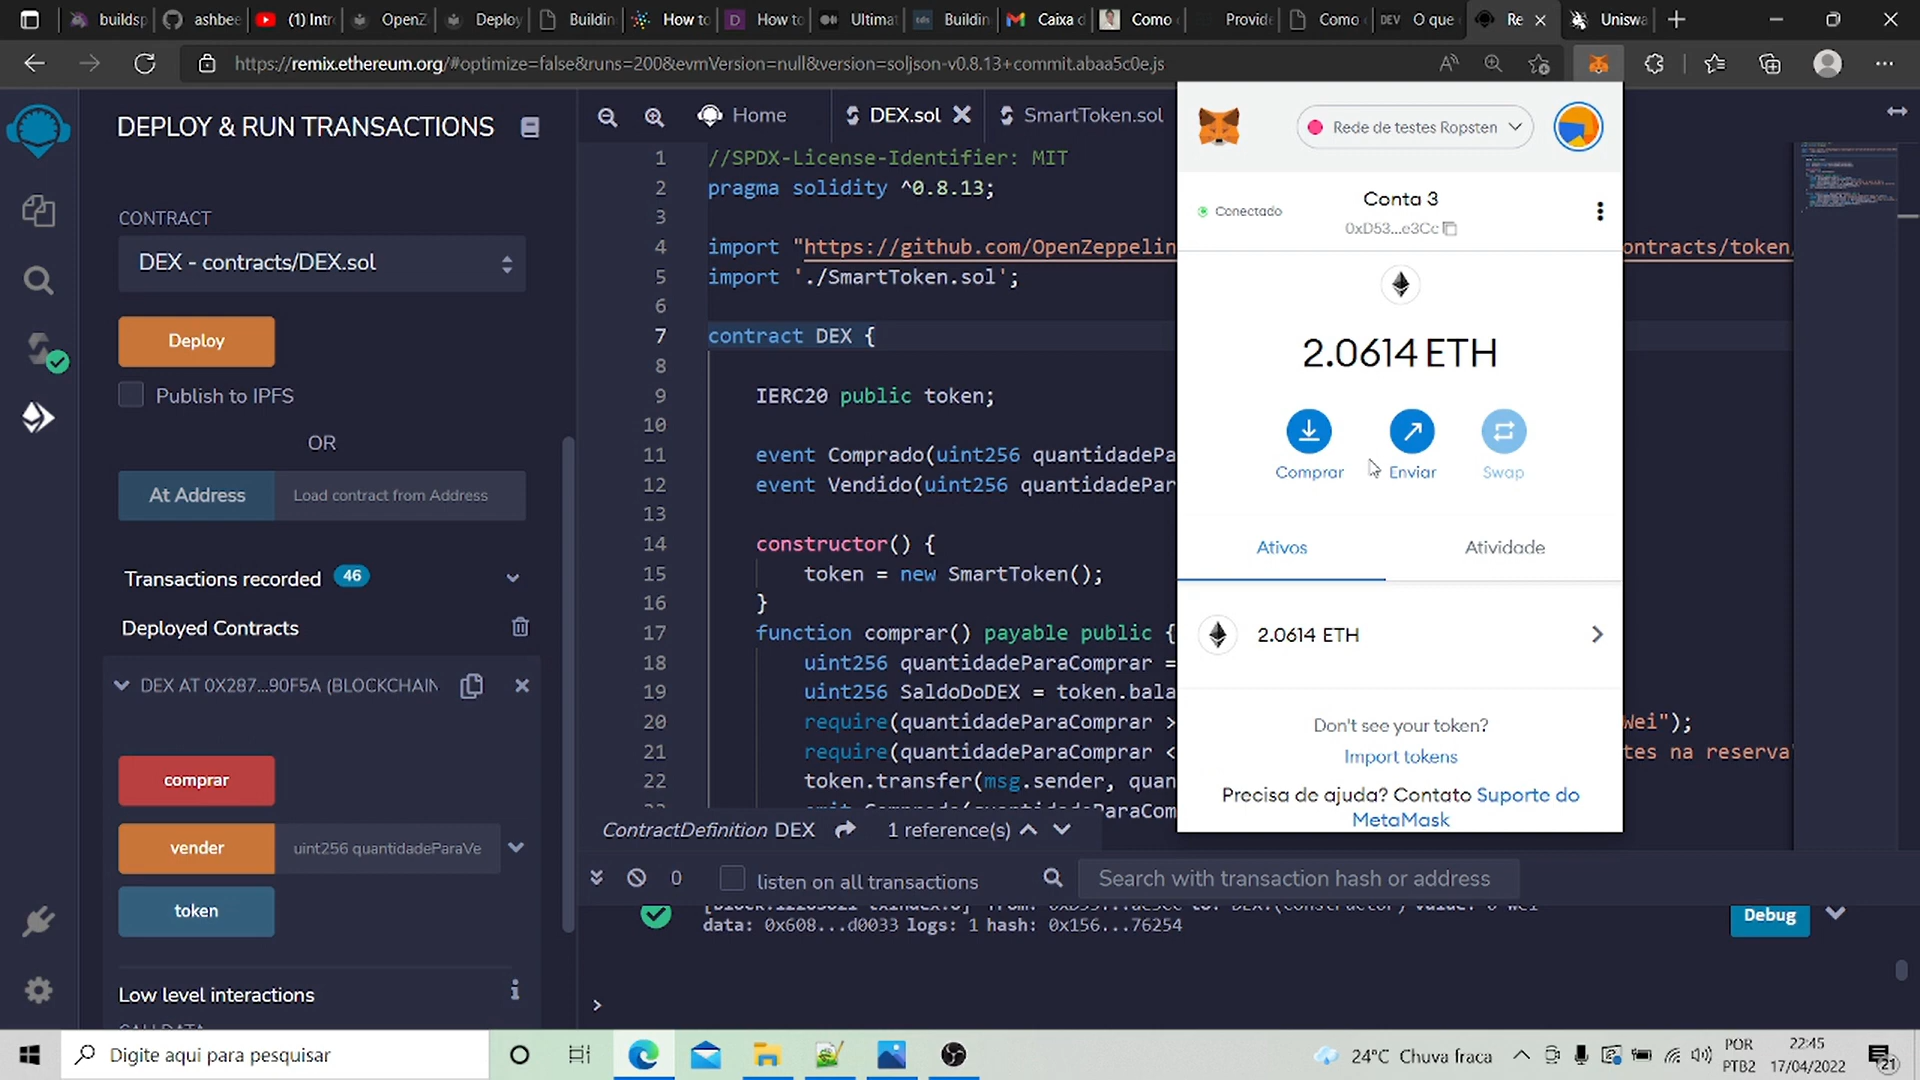 buildsp
ashbee
(1) Intr
OpenZ
Deploy
Buildin
How to
How to
Ultima
Buildin
Caixa d
Como
Provide
Como
DEV O que
Re
Uniswa
https://remix.ethereum.org/#optimize=false&runs=200&evmVersion=null&version=soljson-v0.8.13+commit.abaa5c0e.js
DEPLOY & RUN TRANSACTIONS
CONTRACT
DEX - contracts/DEX.sol
Deploy
Publish to IPFS
OR
At Address
Load contract from Address
Transactions recorded 46
Deployed Contracts
DEX AT 0X287...90F5A (BLOCKCHAIN
comprar
vender
uint256 quantidadeParaVe
token
Low level interactions
CALLDATA
Home
DEX.sol
SmartToken.sol
1 //SPDX-License-Identifier: MIT
2 pragma solidity ^0.8.13;
3
4 import "https://github.com/OpenZeppelin
ontracts/token/
5 import './SmartToken.sol';
6
7 contract DEX {
8
9 IERC20 public token;
10
11 event Comprado(uint256 quantidadePa
12 event Vendido(uint256 quantidadePar
13
14 constructor() {
15 token = new SmartToken();
16 }
17 function comprar() payable public {
18 uint256 quantidadeParaComprar =
19 uint256 SaldoDoDEX = token.bala
20 require(quantidadeParaComprar >
Wei");
21 require(quantidadeParaComprar <
tes na reserva"
22 token.transfer(msg.sender, quan
23 emit Comprado(quantidadeParaCom
ContractDefinition DEX
1 reference(s)
0
listen on all transactions
Search with transaction hash or address
data: 0x608...d0033 logs: 1 hash: 0x156...76254
Debug
>
Rede de testes Ropsten
Conectado
Conta 3
0xD53...e3Cc
2.0614 ETH
Comprar
Enviar
Swap
Ativos
Atividade
2.0614 ETH
Don't see your token?
Import tokens
Precisa de ajuda? Contato Suporte do
MetaMask
Digite aqui para pesquisar
24°C Chuva fraca
POR
PTB2
22:45
17/04/2022
21